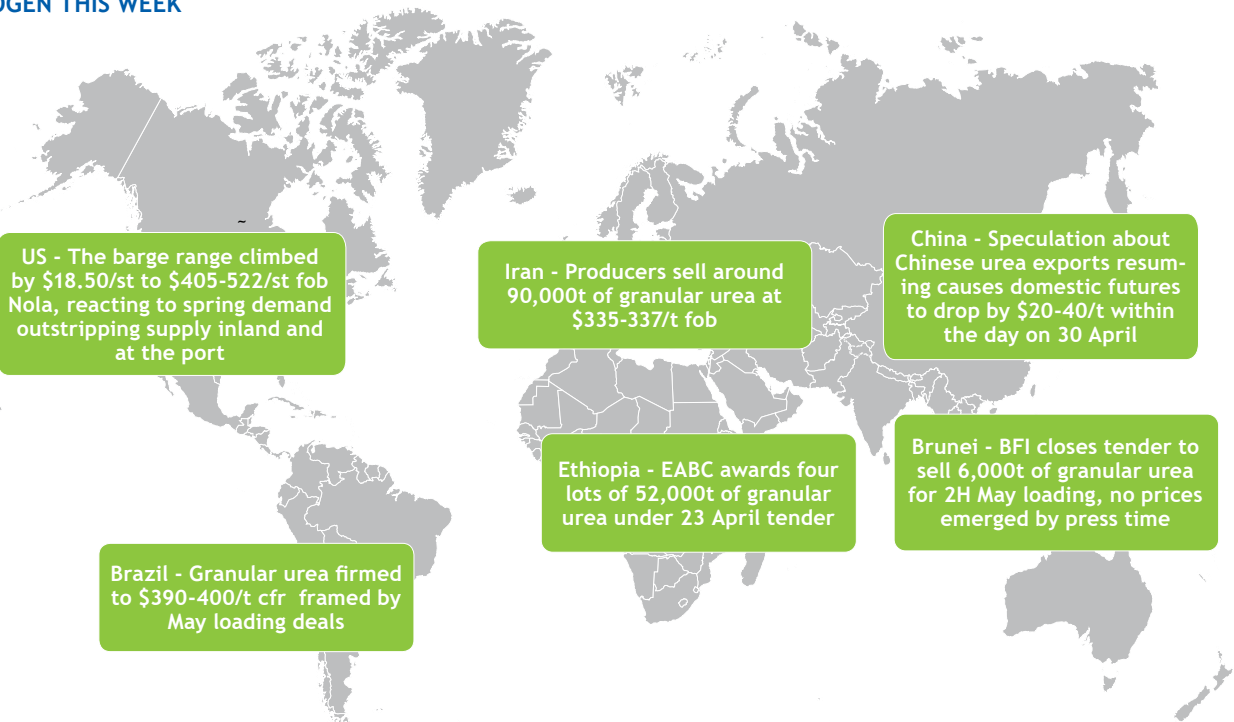 THIS WEEK
~
US - The barge range climbed
by $18.50/st to $405-522/st fob
Nola, reacting to spring demand
outstripping supply inland and
at the port
Iran - Producers sell around
90,000t of granular urea at
$335-337/t fob
China - Speculation about
Chinese urea exports resum-
ing causes domestic futures
to drop by $20-40/t within
the day on 30 April
Ethiopia - EABC awards four
lots of 52,000t of granular
urea under 23 April tender
Brunei - BFI closes tender to
sell 6,000t of granular urea
for 2H May loading, no prices
emerged by press time
Brazil - Granular urea firmed
to $390-400/t cfr framed by
May loading deals